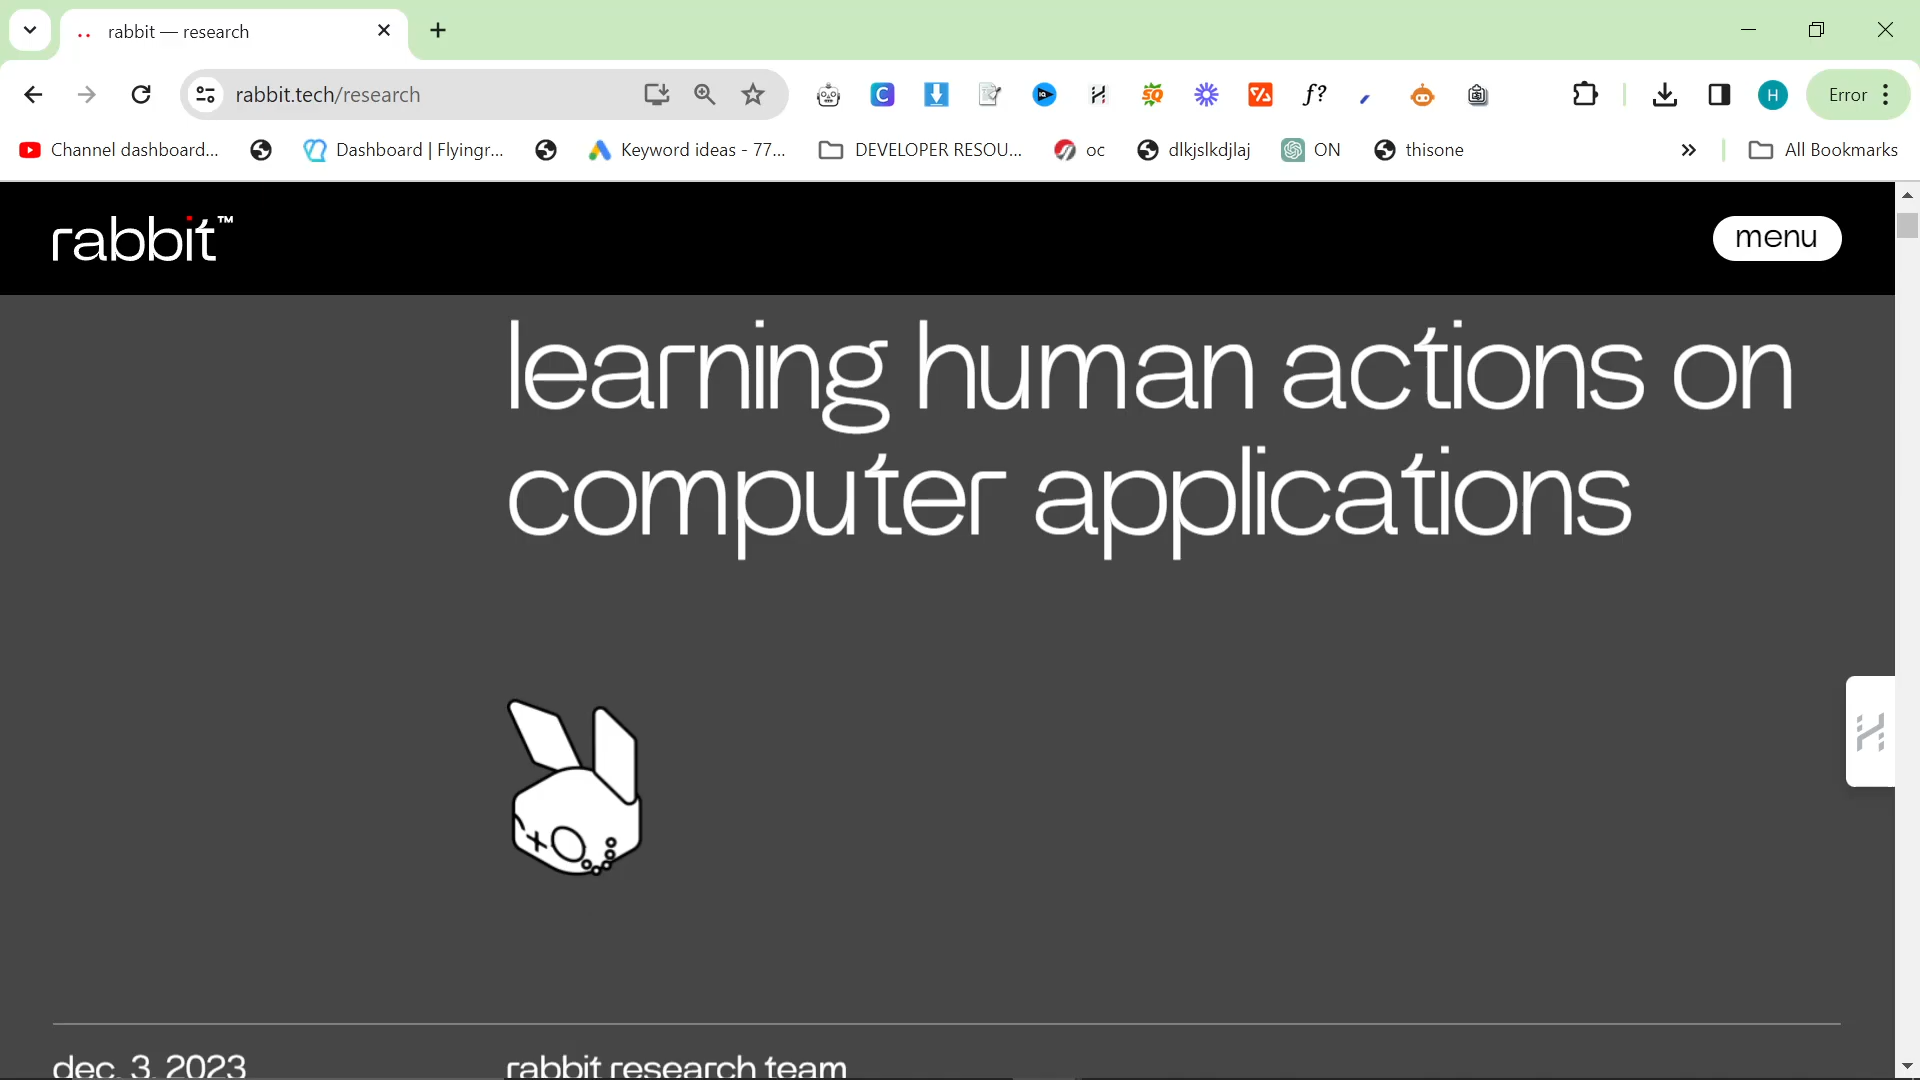 rabbit — research
rabbit.tech/research
Error
Channel dashboard...
Dashboard | Flyingr...
Keyword ideas - 77...
DEVELOPER RESOU...
oc
dlkjslkdjlaj
ON
thisone
All Bookmarks
rabbit™
menu
learning human actions on
computer applications
dec. 3, 2023
rabbit research team